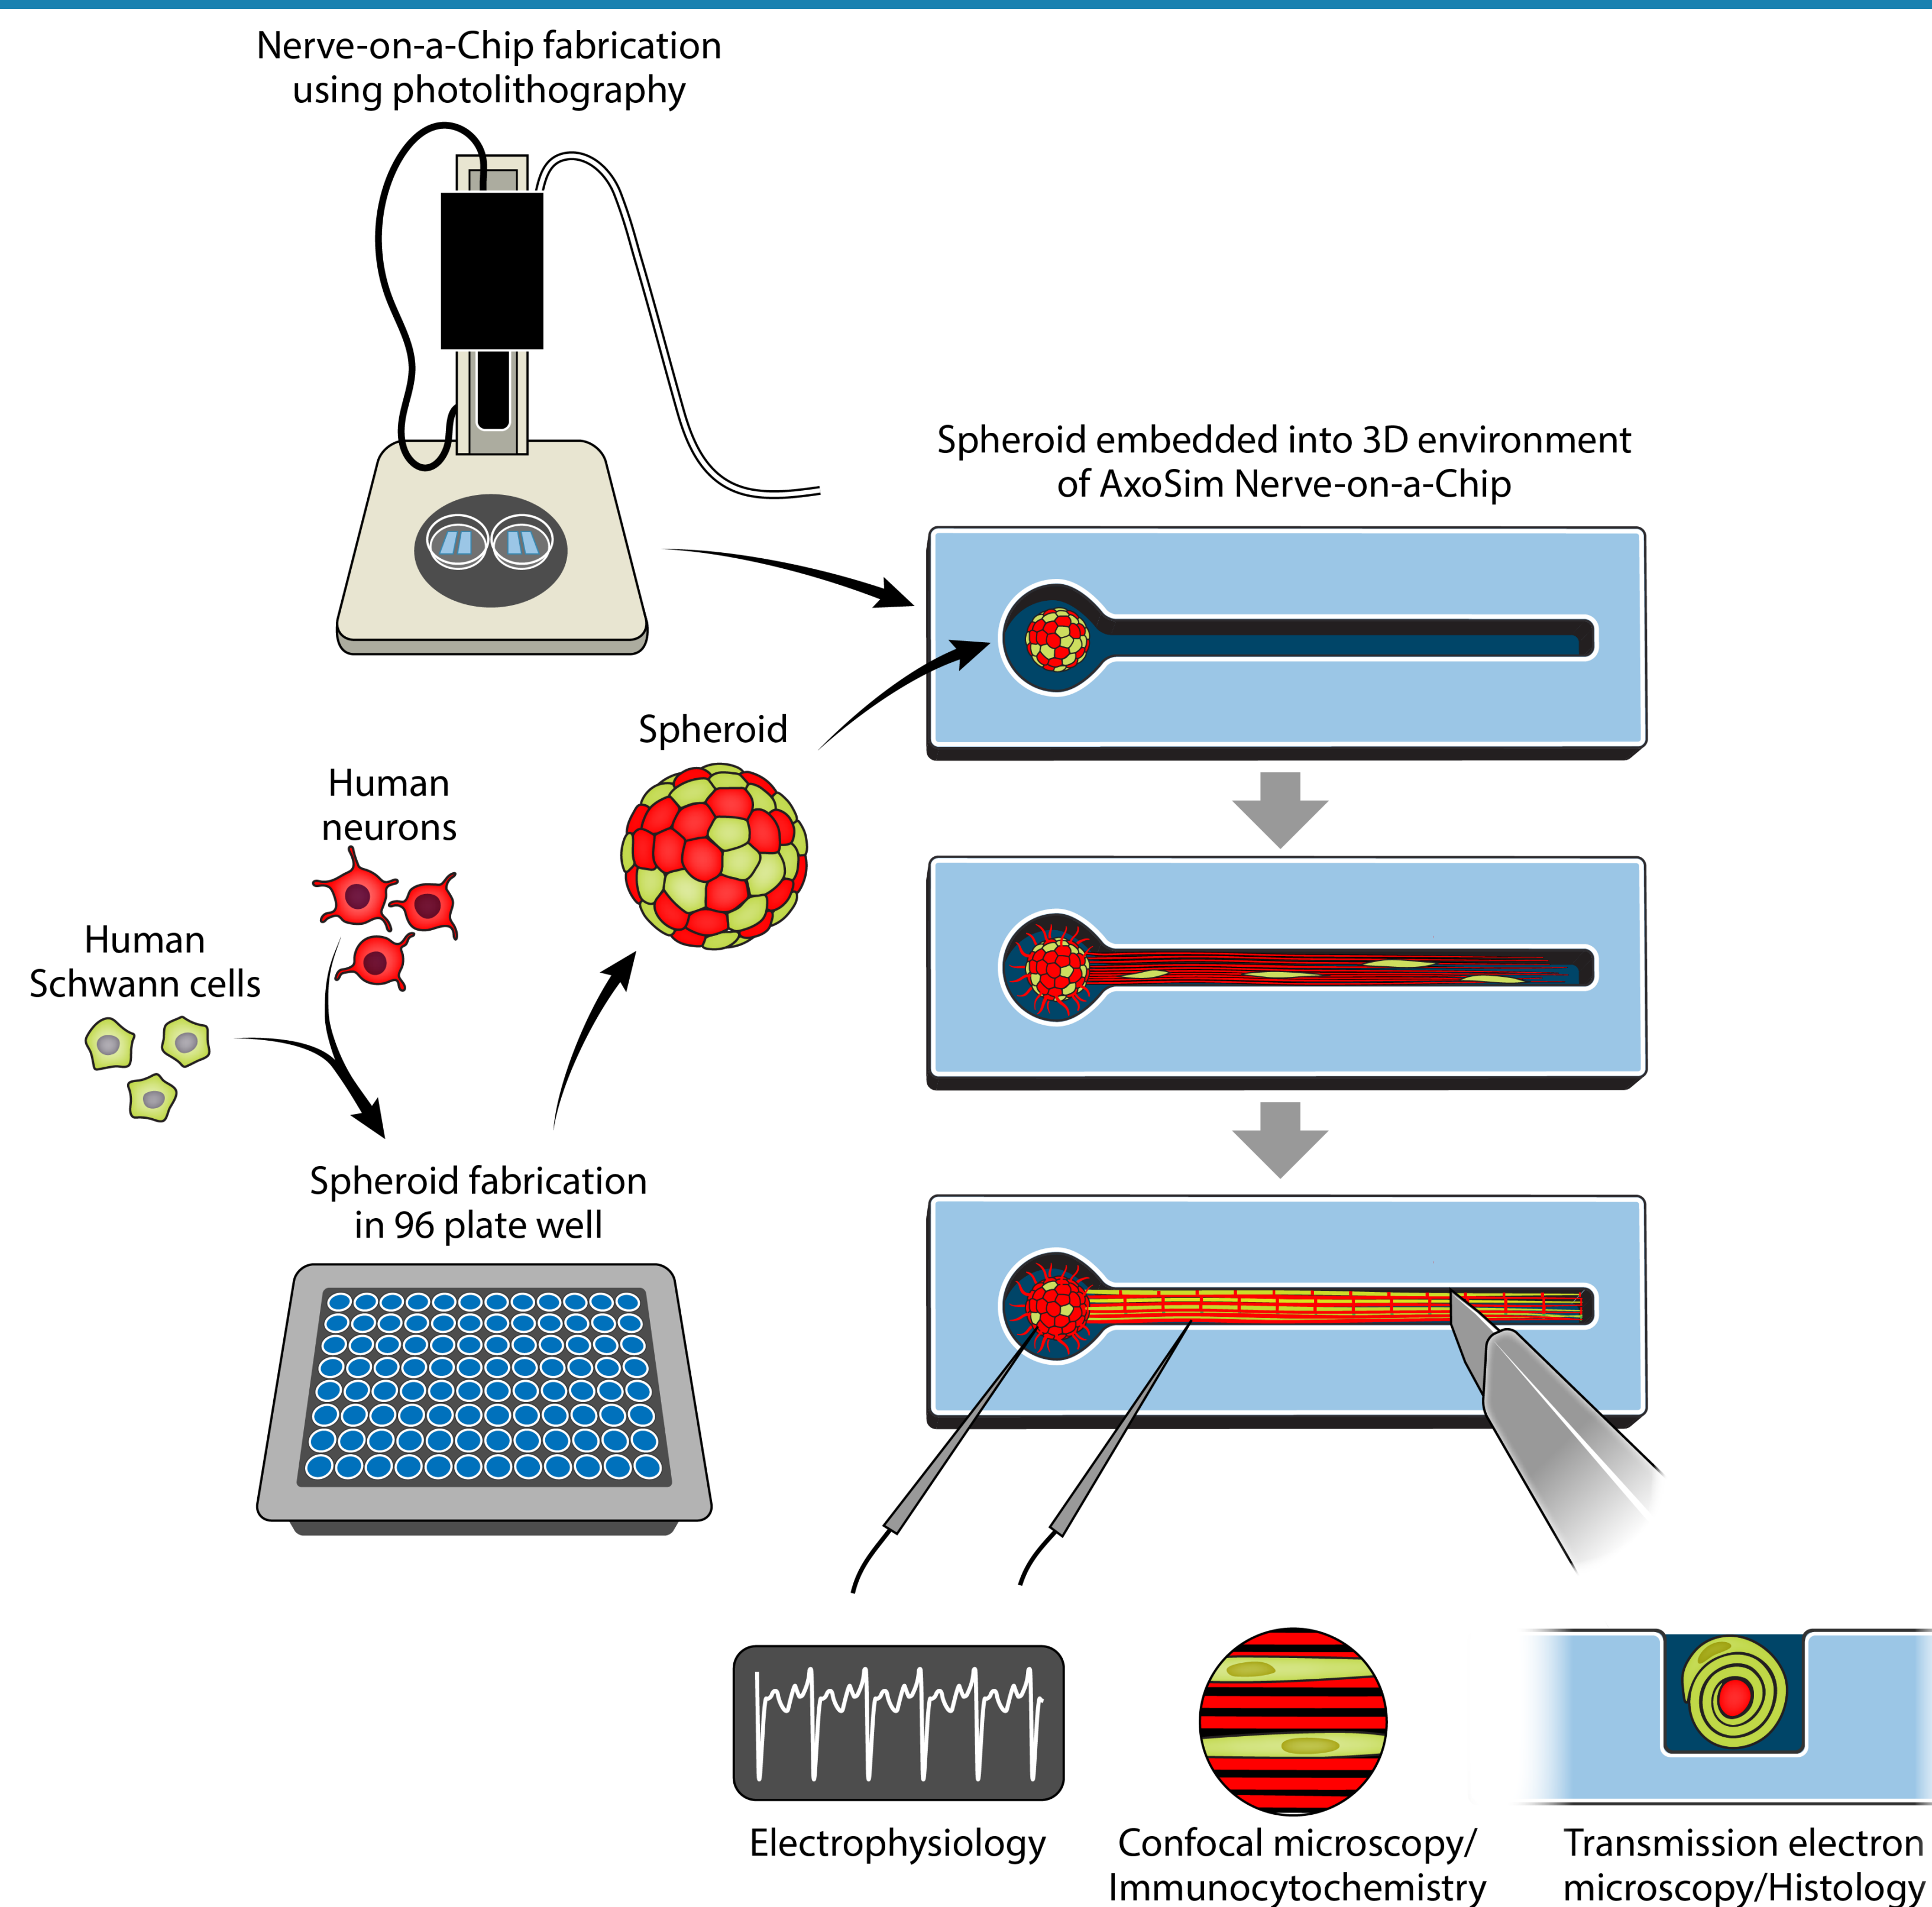 Nerve-on-a-Chip fabrication
using photolithography
Spheroid embedded into 3D environment
of AxoSim Nerve-on-a-Chip
Spheroid
Human
neurons
Human
Schwann cells
Spheroid fabrication
in 96 plate well
Electrophysiology
Confocal microscopy/
Immunocytochemistry
Transmission electron
microscopy/Histology